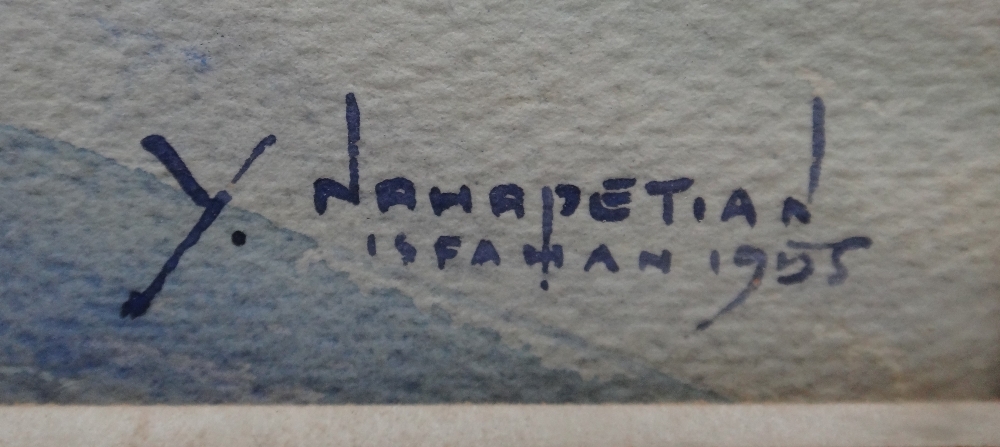 Y. NAHAPETIAN
ISFAHAN 1955